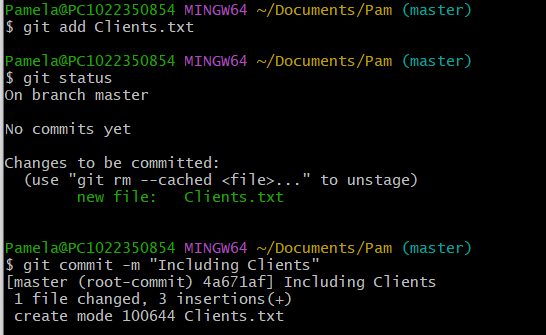 Pamela@PC1022350854 MINGW64 ~/Documents/Pam (master)
$ git add Clients.txt
Pamela@PC1022350854 MINGW64 ~/Documents/Pam (master)
$ git status
On branch master
No commits yet
Changes to be committed:
  (use "git rm --cached <file>..." to unstage)
        new file:   Clients.txt
Pamela@PC1022350854 MINGW64 ~/Documents/Pam (master)
$ git commit -m "Including Clients"
[master (root-commit) 4a671af] Including Clients
 1 file changed, 3 insertions(+)
 create mode 100644 Clients.txt